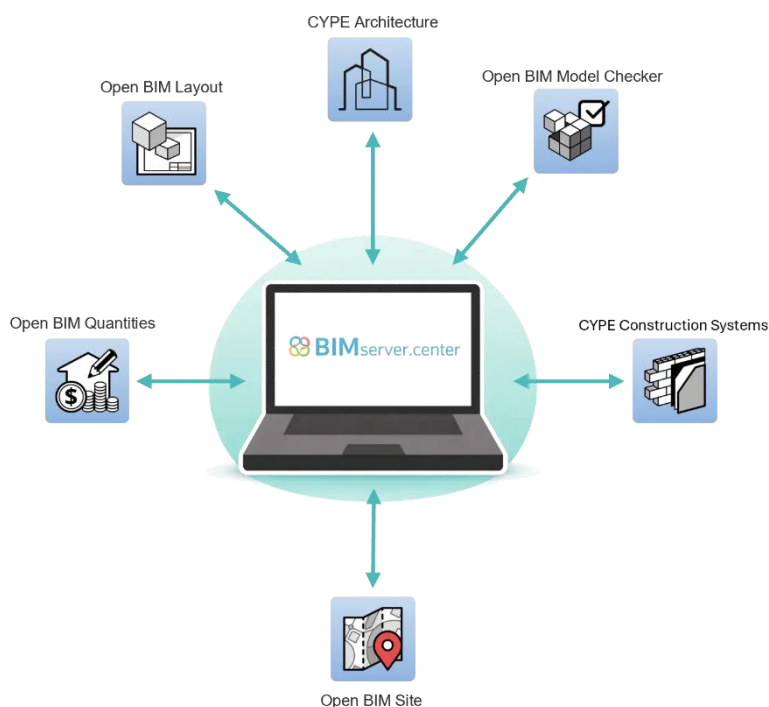 CYPE Architecture
Open BIM Model Checker
Open BIM Layout
Open BIM Quantities
CYPE Construction Systems
BIMserver.center
$
Open BIM Site